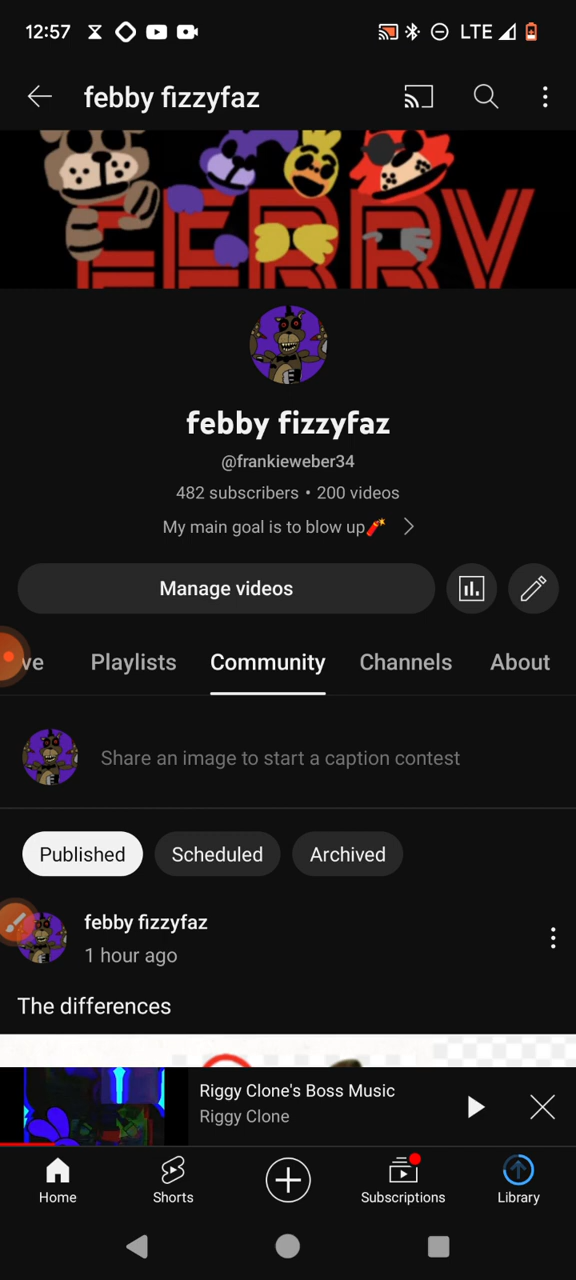 12:57 LTE
febby fizzyfaz
FEBBY
febby fizzyfaz
@frankieweber34
482 subscribers • 200 videos
My main goal is to blow up🧨
Manage videos
ve Playlists Community Channels About
Share an image to start a caption contest
Published Scheduled Archived
febby fizzyfaz
1 hour ago
The differences
Riggy Clone's Boss Music
Riggy Clone
Home Shorts Subscriptions Library